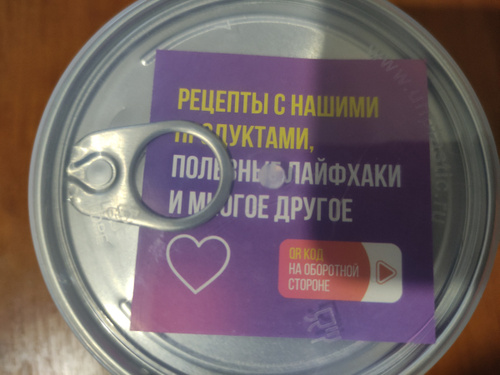 РЕЦЕПТЫ С НАШИМИ
ПРОДУКТАМИ,
ПОЛЕЗНЫЕ ЛАЙФХАКИ
И МНОГОЕ ДРУГОЕ
QR КОД
НА ОБОРОТНОЙ
СТОРОНЕ